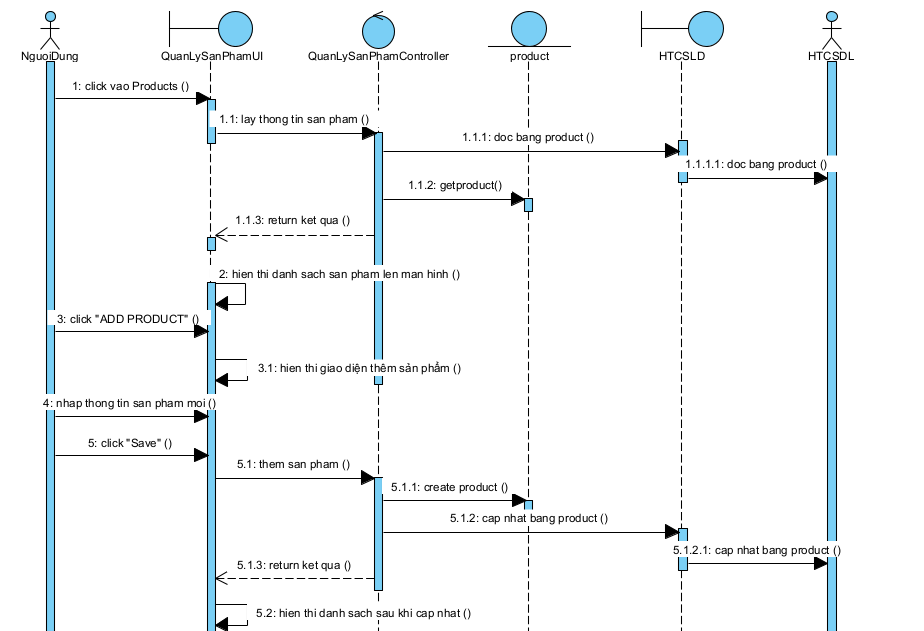 NguoiDung
QuanLySanPhamUI
QuanLySanPhamController
product
HTCSLD
HTCSDL
1: click vao Products ()
1.1: lay thong tin san pham ()
1.1.1: doc bang product ()
1.1.1.1: doc bang product ()
1.1.2: getproduct()
1.1.3: return ket qua ()
2: hien thi danh sach san pham len man hinh ()
3: click "ADD PRODUCT" ()
3.1: hien thi giao diện thêm sản phẩm ()
4: nhap thong tin san pham moi ()
5: click "Save" ()
5.1: them san pham ()
5.1.1: create product ()
5.1.2: cap nhat bang product ()
5.1.2.1: cap nhat bang product ()
5.1.3: return ket qua ()
5.2: hien thi danh sach sau khi cap nhat ()